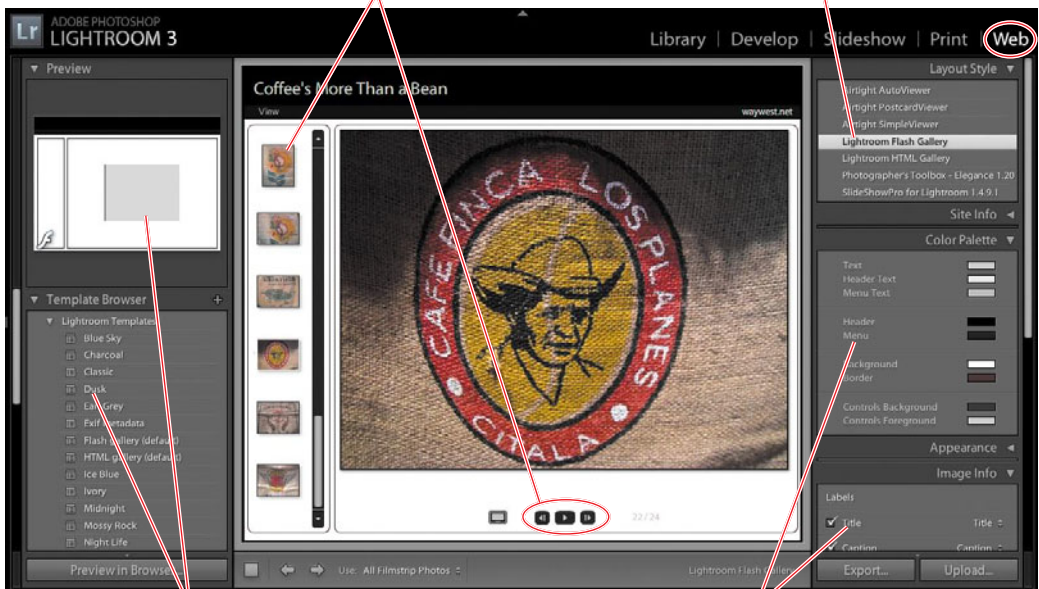 Lr ADOBE PHOTOSHOP
LIGHTROOM 3
Library | Develop | Slideshow | Print | Web
Preview
Template Browser +
Lightroom Templates
Blue Sky
Charcoal
Classic
Dusk
Earl Grey
Exif Metadata
Flash gallery (default)
HTML gallery (default)
Ice Blue
Ivory
Midnight
Mossy Rock
Night Life
Preview in Browser...
Coffee's More Than a Bean
View waywest.net
CAFE FINCA LOS PLANES
CITALA
22/24
Use: All Filmstrip Photos
Lightroom Flash Gallery
Layout Style
Airtight AutoViewer
Airtight PostcardViewer
Airtight SimpleViewer
Lightroom Flash Gallery
Lightroom HTML Gallery
Photographer's Toolbox - Elegance 1.20
SlideShowPro for Lightroom 1.4.9.1
Site Info
Color Palette
Text
Header Text
Menu Text
Header
Menu
Background
Border
Controls Background
Controls Foreground
Appearance
Image Info
Labels
Title Title
Caption Caption
Export... Upload...